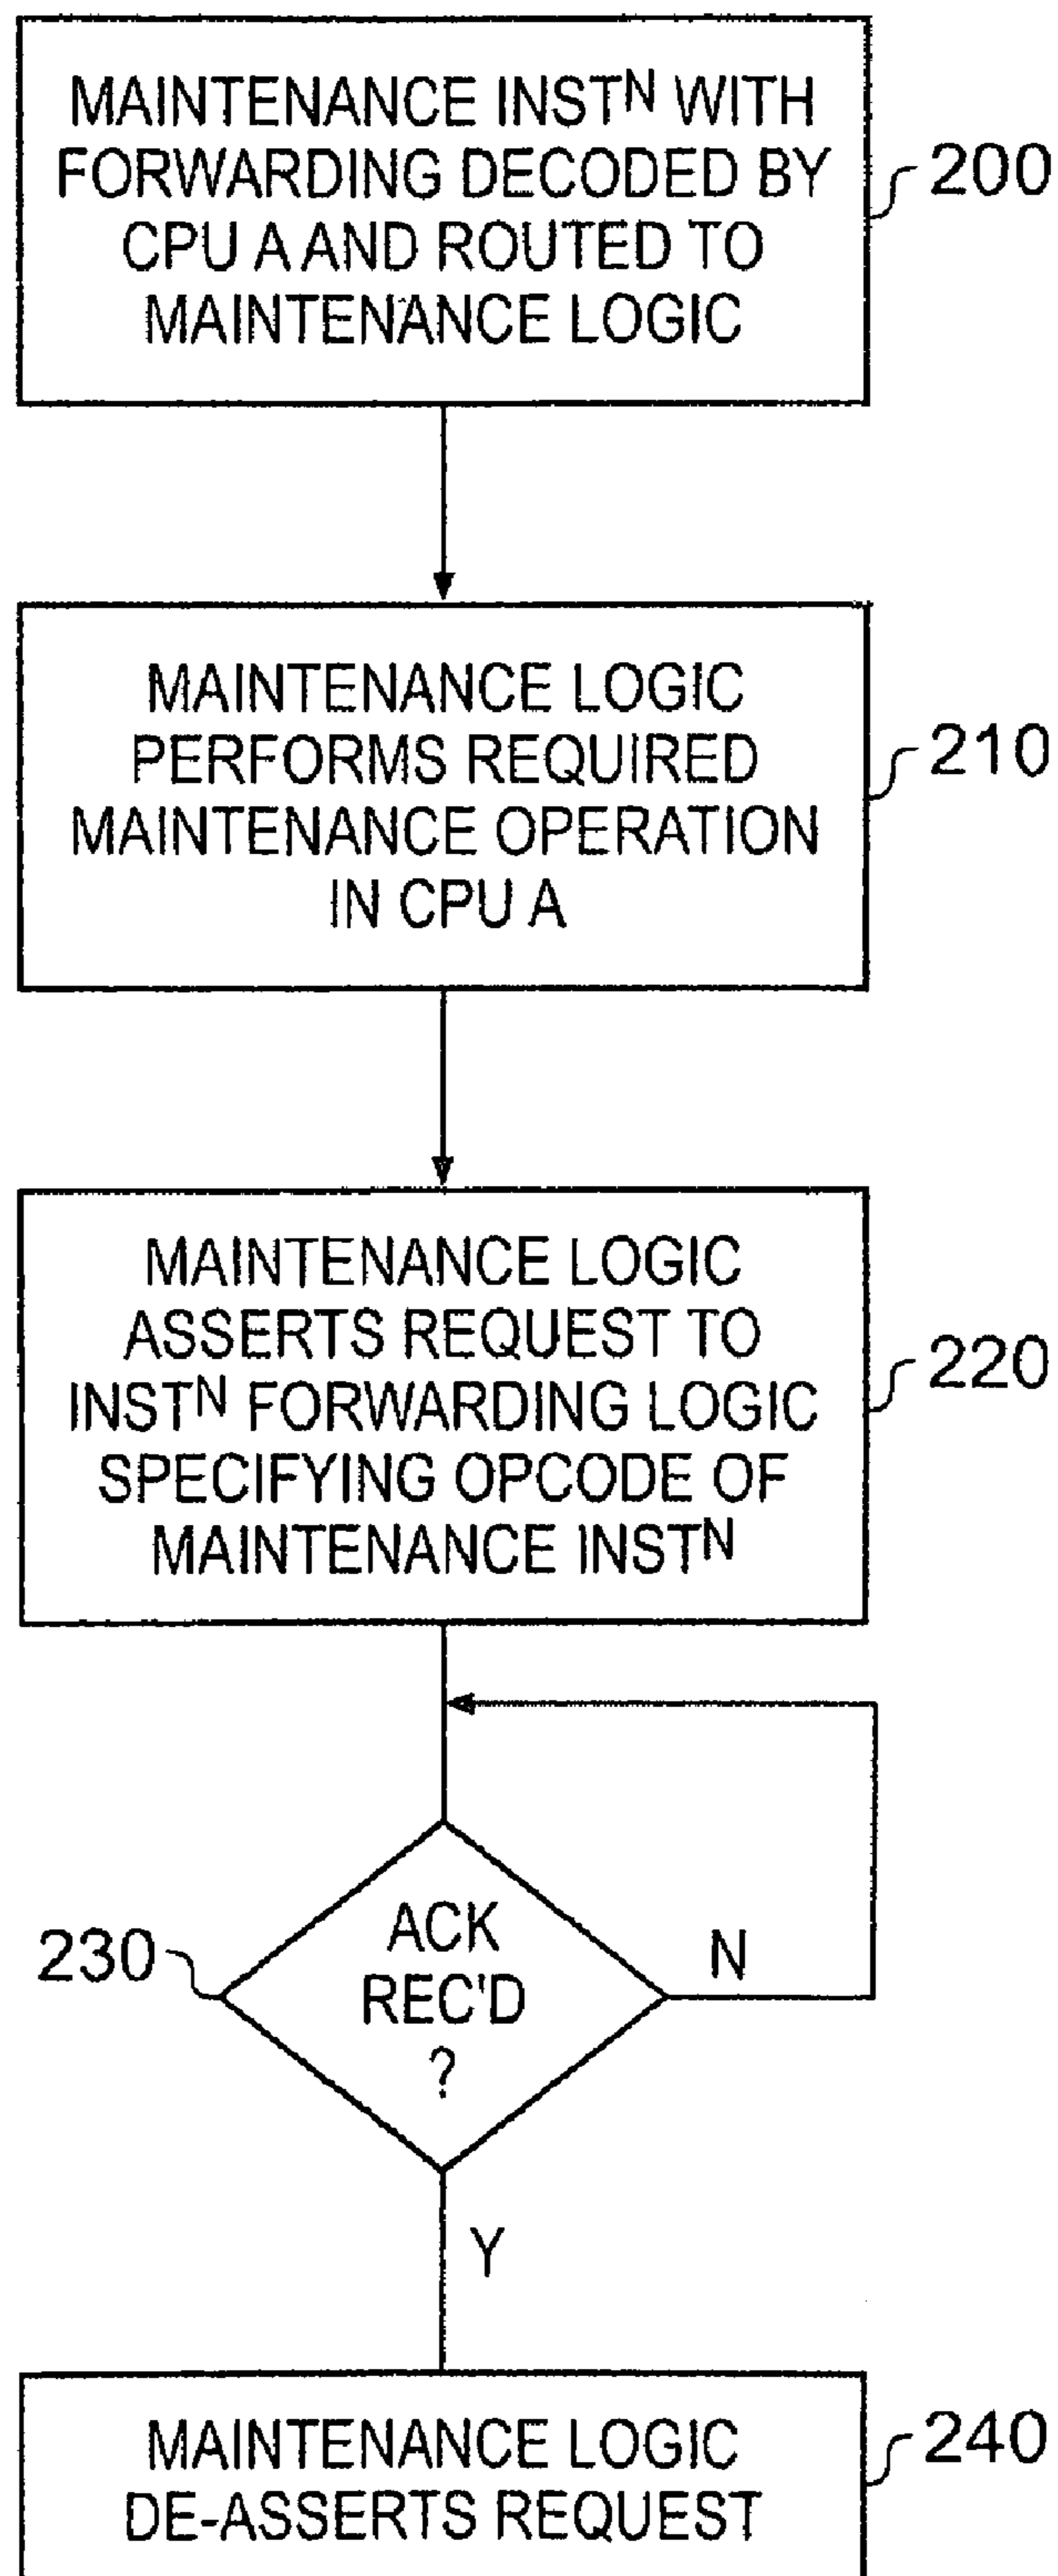 MAINTENANCE INSTᴺ WITH
FORWARDING DECODED BY
CPU A AND ROUTED TO
MAINTENANCE LOGIC
200
MAINTENANCE LOGIC
PERFORMS REQUIRED
MAINTENANCE OPERATION
IN CPU A
210
MAINTENANCE LOGIC
ASSERTS REQUEST TO
INSTᴺ FORWARDING LOGIC
SPECIFYING OPCODE OF
MAINTENANCE INSTᴺ
220
230
ACK
REC'D
?
N
Y
MAINTENANCE LOGIC
DE-ASSERTS REQUEST
240